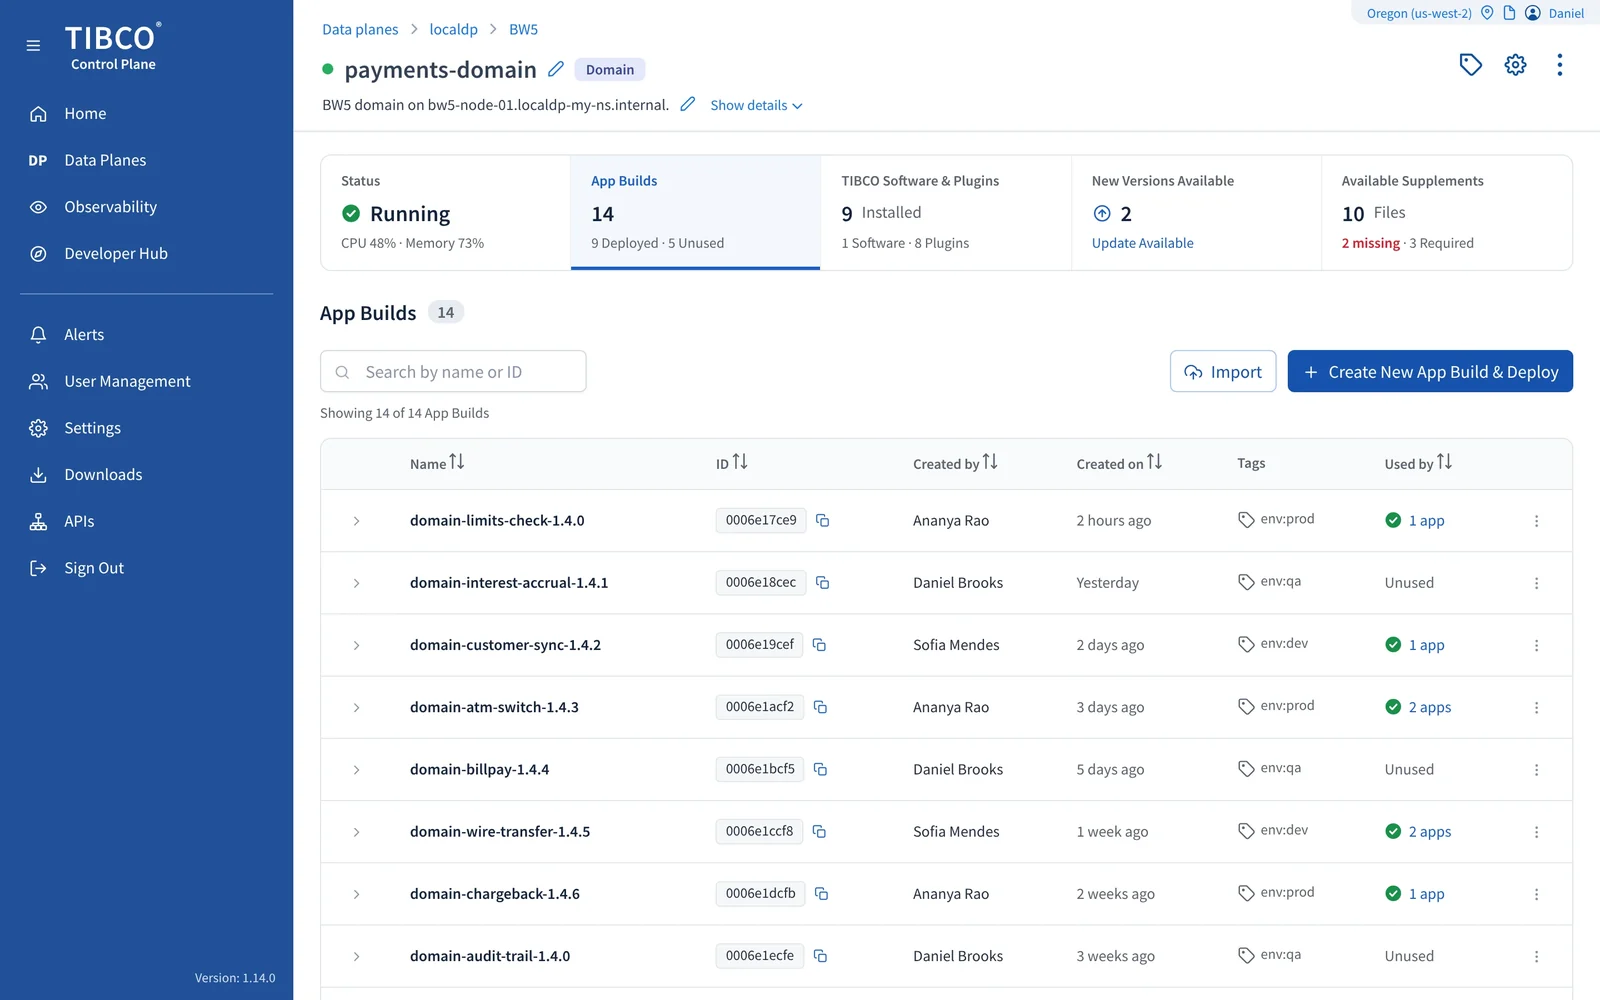 TIBCO®
Control Plane
Home
DP Data Planes
Observability
Developer Hub
Alerts
User Management
Settings
Downloads
APIs
Sign Out
Version: 1.14.0
Oregon (us-west-2) Daniel
Data planes > localdp > BW5
payments-domain Domain
BW5 domain on bw5-node-01.localdp-my-ns.internal. Show details
Status
Running
CPU 48% · Memory 73%
App Builds
14
9 Deployed · 5 Unused
TIBCO Software & Plugins
9 Installed
1 Software · 8 Plugins
New Versions Available
2
Update Available
Available Supplements
10 Files
2 missing · 3 Required
App Builds 14
Search by name or ID
Import
+ Create New App Build & Deploy
Showing 14 of 14 App Builds
Name ID Created by Created on Tags Used by
domain-limits-check-1.4.0 0006e17ce9 Ananya Rao 2 hours ago env:prod 1 app
domain-interest-accrual-1.4.1 0006e18cec Daniel Brooks Yesterday env:qa Unused
domain-customer-sync-1.4.2 0006e19cef Sofia Mendes 2 days ago env:dev 1 app
domain-atm-switch-1.4.3 0006e1acf2 Ananya Rao 3 days ago env:prod 2 apps
domain-billpay-1.4.4 0006e1bcf5 Daniel Brooks 5 days ago env:qa Unused
domain-wire-transfer-1.4.5 0006e1ccf8 Sofia Mendes 1 week ago env:dev 2 apps
domain-chargeback-1.4.6 0006e1dcfb Ananya Rao 2 weeks ago env:prod 1 app
domain-audit-trail-1.4.0 0006e1ecfe Daniel Brooks 3 weeks ago env:qa Unused